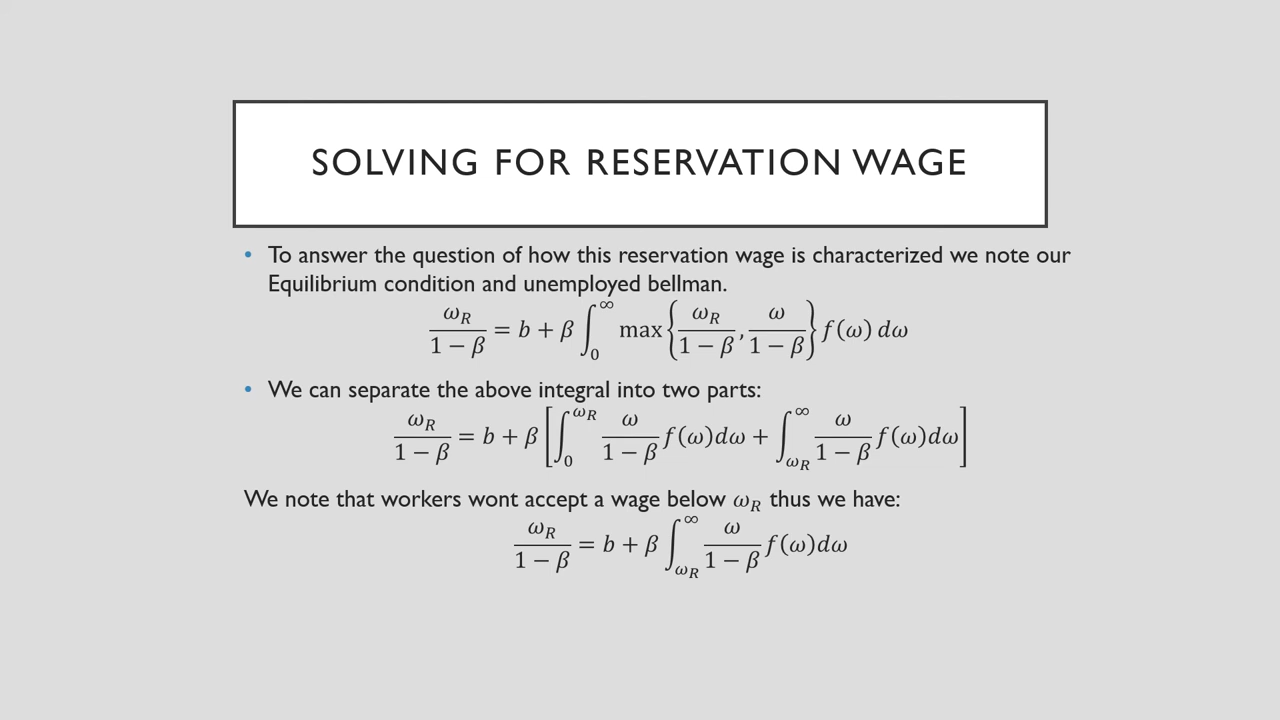 SOLVING FOR RESERVATION WAGE
• To answer the question of how this reservation wage is characterized we note our
Equilibrium condition and unemployed bellman.
ω_R/(1 − β) = b + β ∫_0^∞ max{ω_R/(1 − β), ω/(1 − β)} f(ω) dω
• We can separate the above integral into two parts:
ω_R/(1 − β) = b + β [∫_0^{ω_R} ω/(1 − β) f(ω)dω + ∫_{ω_R}^∞ ω/(1 − β) f(ω)dω]
We note that workers wont accept a wage below ω_R thus we have:
ω_R/(1 − β) = b + β ∫_{ω_R}^∞ ω/(1 − β) f(ω)dω